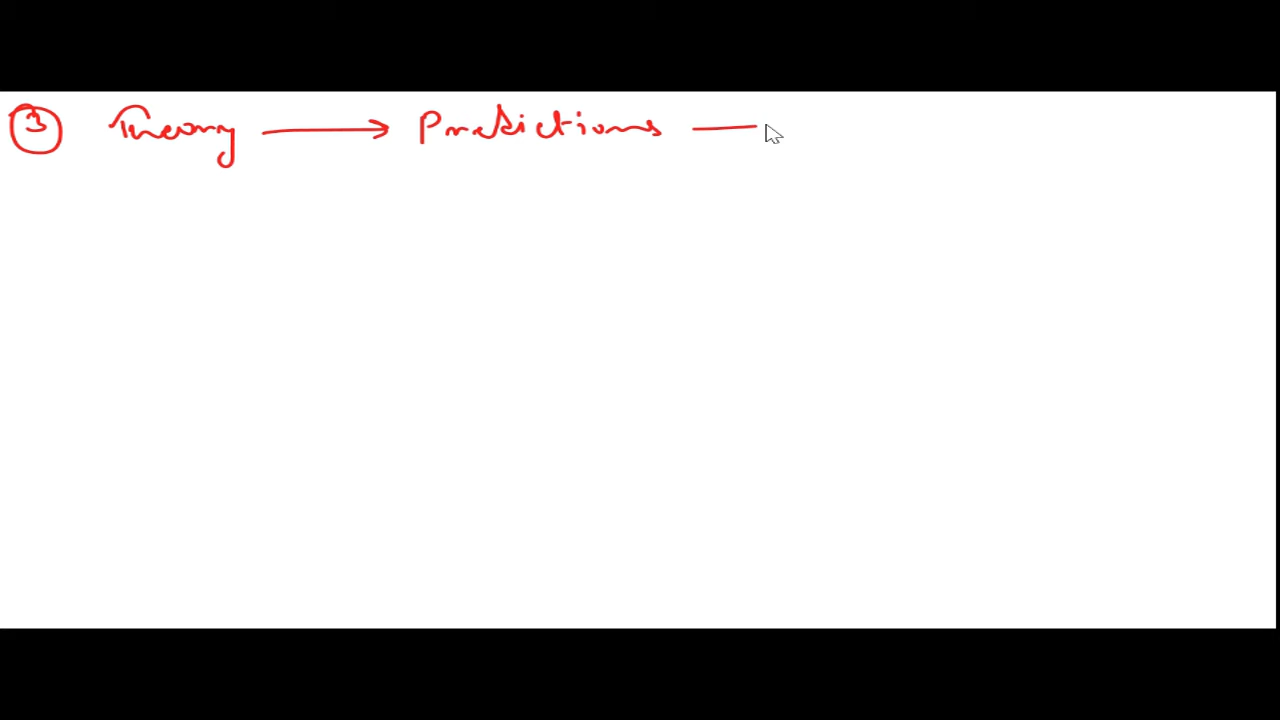 ③ Theory → Predictions —